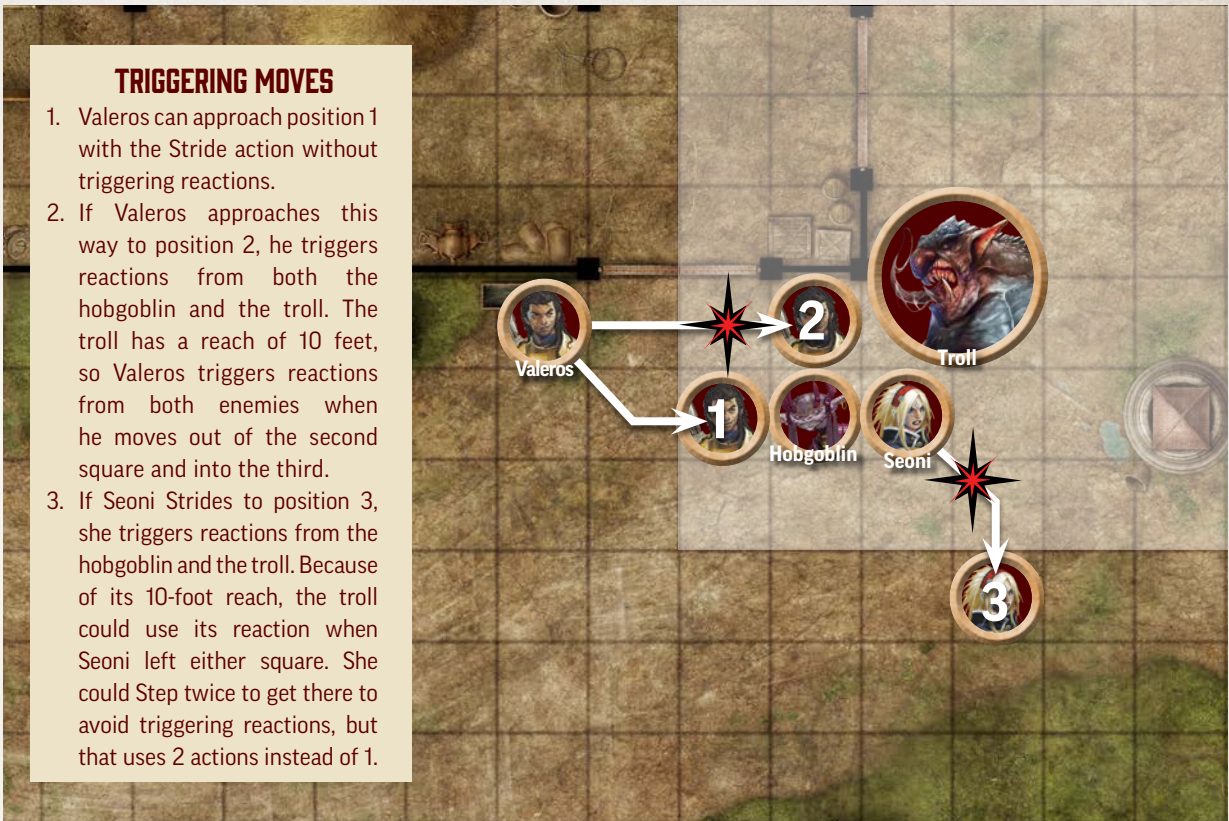 TRIGGERING MOVES
1. Valeros can approach position 1
with the Stride action without
triggering reactions.
2. If Valeros approaches this
way to position 2, he triggers
reactions from both the
hobgoblin and the troll. The
troll has a reach of 10 feet,
so Valeros triggers reactions
from both enemies when
he moves out of the second
square and into the third.
3. If Seoni Strides to position 3,
she triggers reactions from the
hobgoblin and the troll. Because
of its 10-foot reach, the troll
could use its reaction when
Seoni left either square. She
could Step twice to get there to
avoid triggering reactions, but
that uses 2 actions instead of 1.
2
Troll
Valeros
1
Hobgoblin
Seoni
3